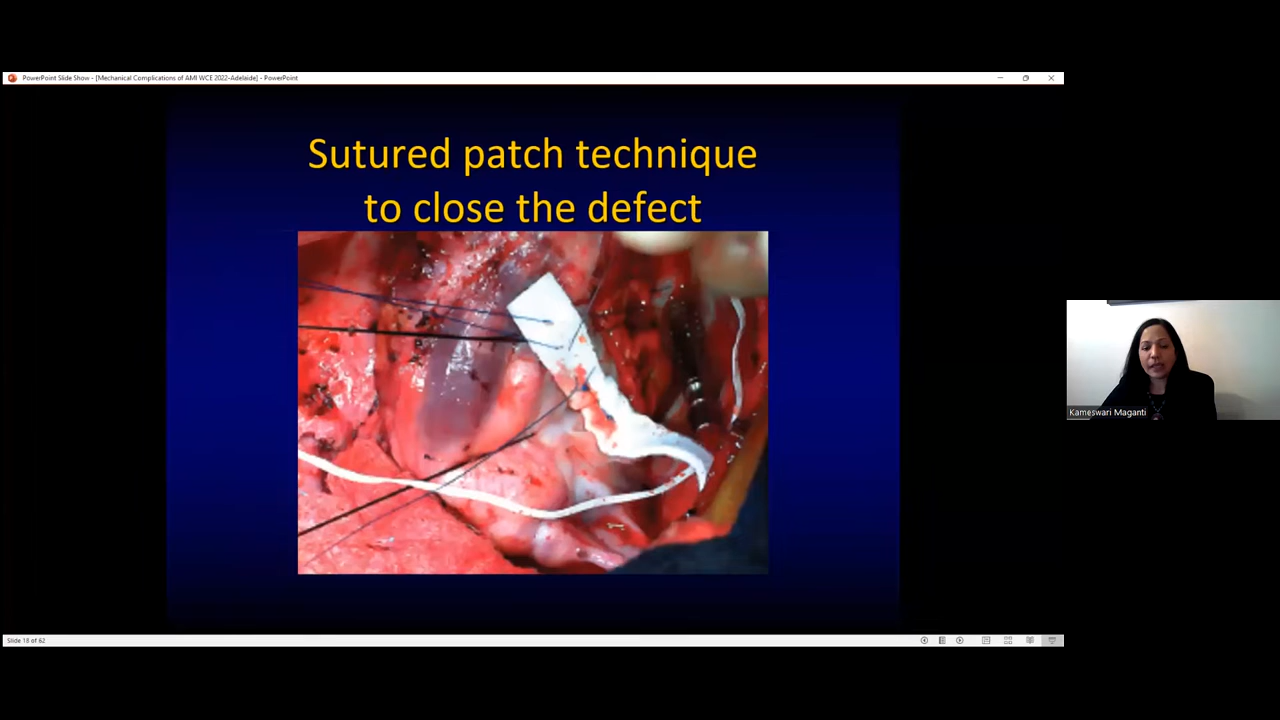 PowerPoint Slide Show - [Mechanical Complications of AMI WCE 2022-Adelaide] - PowerPoint
Sutured patch technique
to close the defect
Kameswari Maganti
Slide 18 of 62